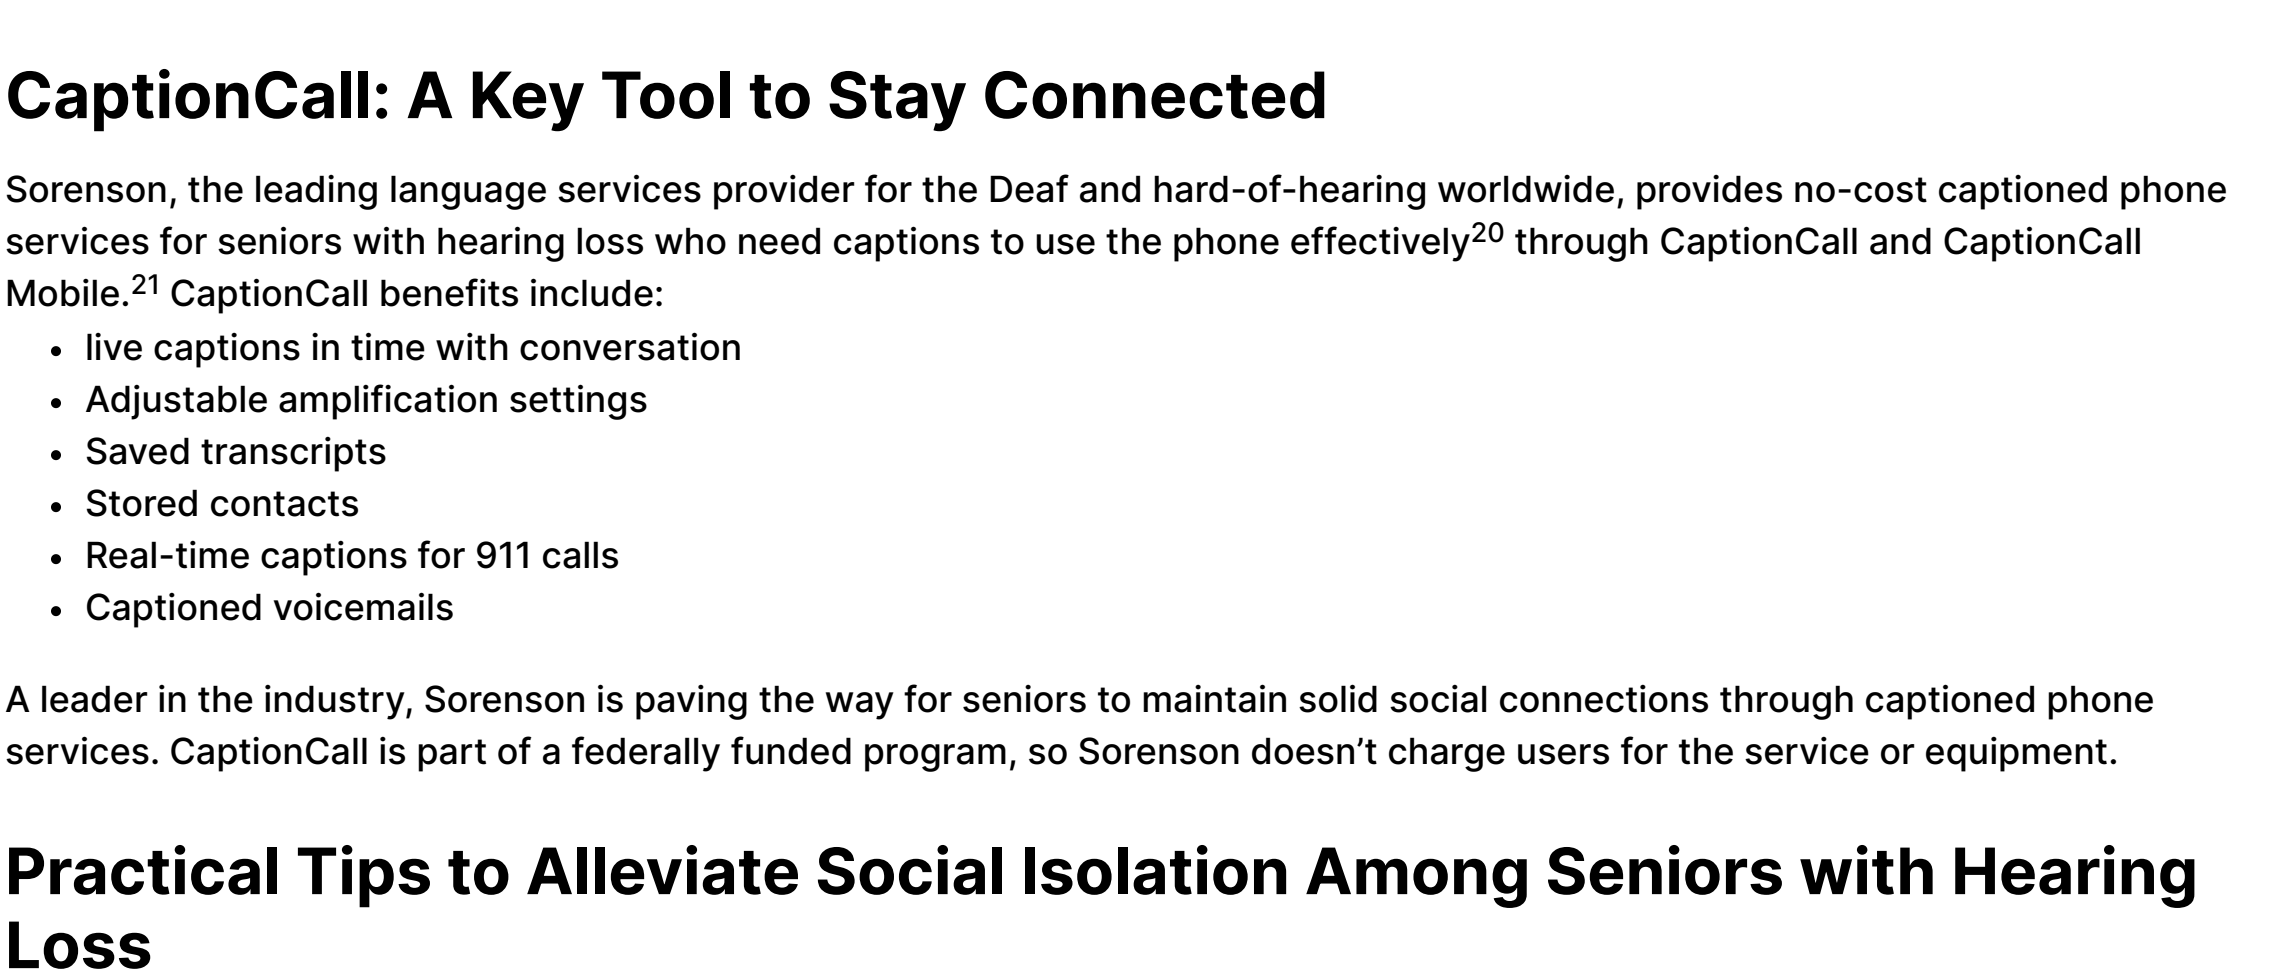 CaptionCall: A Key Tool to Stay Connected
Sorenson, the leading language services provider for the Deaf and hard-of-hearing worldwide, provides no-cost captioned phone
services for seniors with hearing loss who need captions to use the phone effectively20 through CaptionCall and CaptionCall
Mobile.21 CaptionCall benefits include:
• live captions in time with conversation
• Adjustable amplification settings
• Saved transcripts
• Stored contacts
• Real-time captions for 911 calls
• Captioned voicemails
A leader in the industry, Sorenson is paving the way for seniors to maintain solid social connections through captioned phone
services. CaptionCall is part of a federally funded program, so Sorenson doesn’t charge users for the service or equipment.
Practical Tips to Alleviate Social Isolation Among Seniors with Hearing
Loss